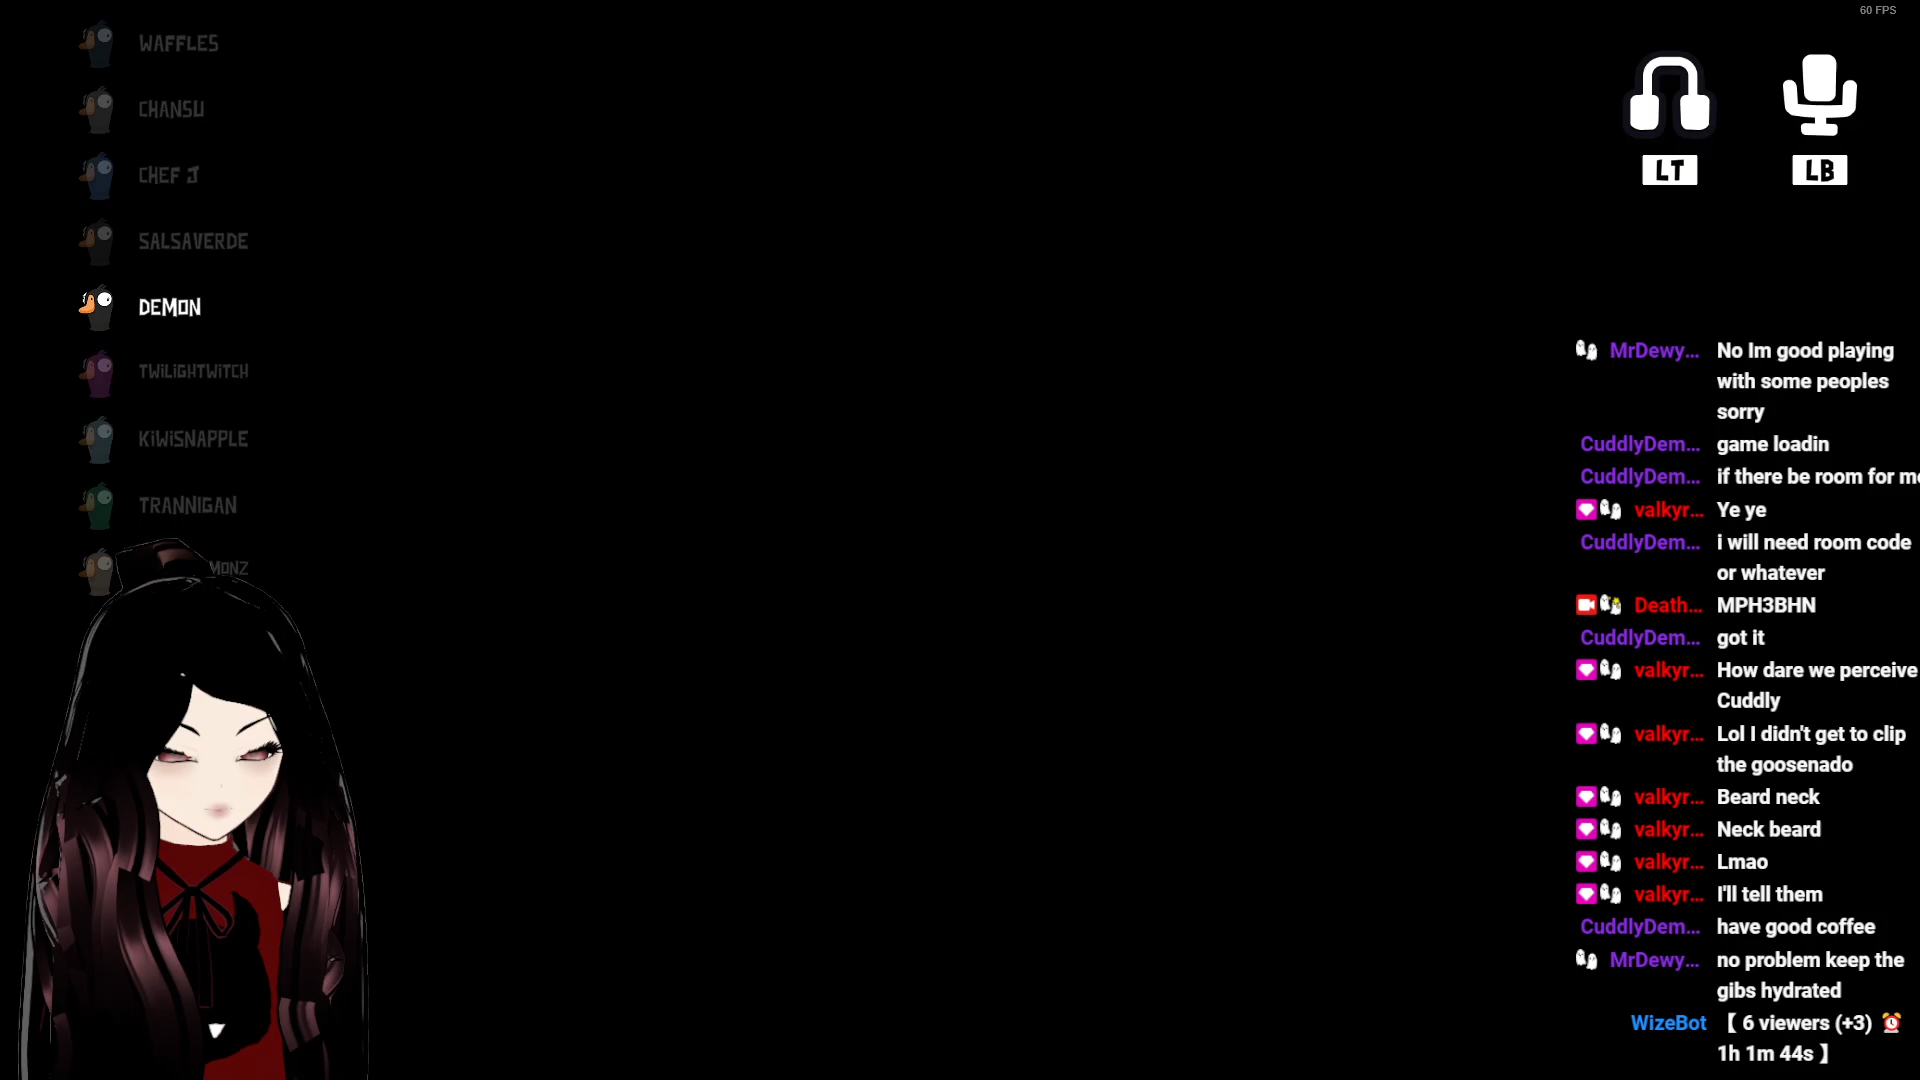 60 FPS
WAFFLES
CHANSU
CHEF J
SALSAVERDE
DEMON
TWILIGHTWITCH
KIWISNAPPLE
TRANNIGAN
MONZ
LT
LB
MrDewy... No Im good playing
with some peoples
sorry
CuddlyDem... game loadin
CuddlyDem... if there be room for me
valkyr... Ye ye
CuddlyDem... i will need room code
or whatever
Death... MPH3BHN
CuddlyDem... got it
valkyr... How dare we perceive
Cuddly
valkyr... Lol I didn't get to clip
the goosenado
valkyr... Beard neck
valkyr... Neck beard
valkyr... Lmao
valkyr... I'll tell them
CuddlyDem... have good coffee
MrDewy... no problem keep the
gibs hydrated
WizeBot 【 6 viewers (+3) ⏰
1h 1m 44s 】